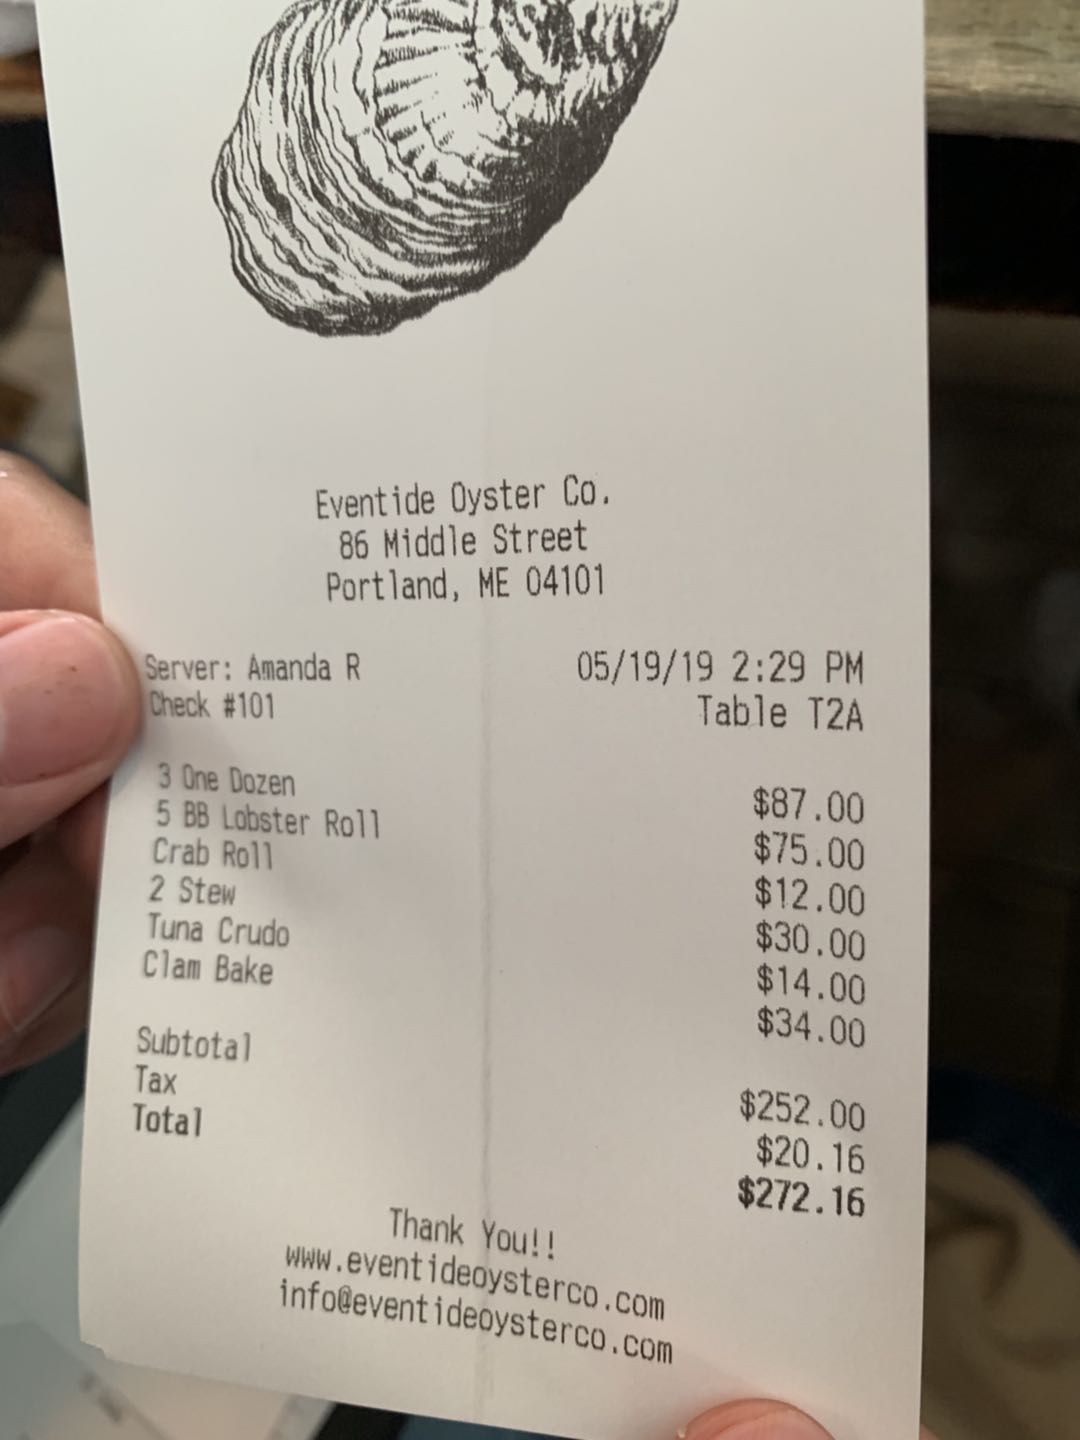 Eventide Oyster Co.
86 Middle Street
Portland, ME 04101
Server: Amanda R 05/19/19 2:29 PM
Check #101 Table T2A
3 One Dozen $87.00
5 BB Lobster Roll $75.00
Crab Roll $12.00
2 Stew $30.00
Tuna Crudo $14.00
Clam Bake $34.00
Subtotal $252.00
Tax $20.16
Total $272.16
Thank You!!
www.eventideoysterco.com
info@eventideoysterco.com